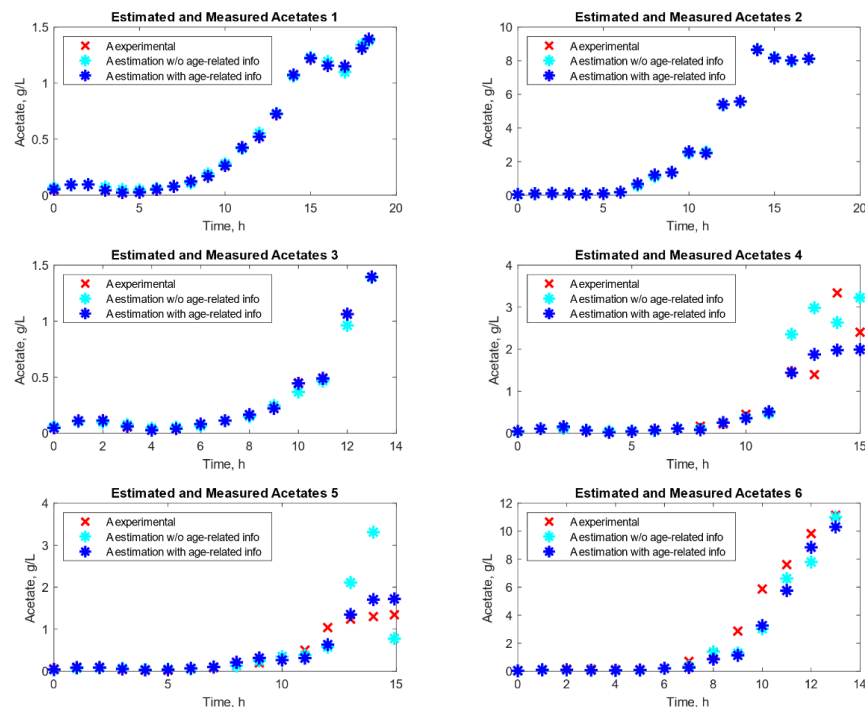 Estimated and Measured Acetates 1
1.5
1
0.5
0
Acetate, g/L
A experimental
A estimation w/o age-related info
A estimation with age-related info
0 5 10 15 20
Time, h
Estimated and Measured Acetates 2
10
8
6
4
2
0
Acetate, g/L
A experimental
A estimation w/o age-related info
A estimation with age-related info
0 5 10 15 20
Time, h
Estimated and Measured Acetates 3
1.5
1
0.5
0
Acetate, g/L
A experimental
A estimation w/o age-related info
A estimation with age-related info
0 2 4 6 8 10 12 14
Time, h
Estimated and Measured Acetates 4
4
3
2
1
0
Acetate, g/L
A experimental
A estimation w/o age-related info
A estimation with age-related info
0 5 10 15
Time, h
Estimated and Measured Acetates 5
4
3
2
1
0
Acetate, g/L
A experimental
A estimation w/o age-related info
A estimation with age-related info
0 5 10 15
Time, h
Estimated and Measured Acetates 6
12
10
8
6
4
2
0
Acetate, g/L
A experimental
A estimation w/o age-related info
A estimation with age-related info
0 2 4 6 8 10 12 14
Time, h